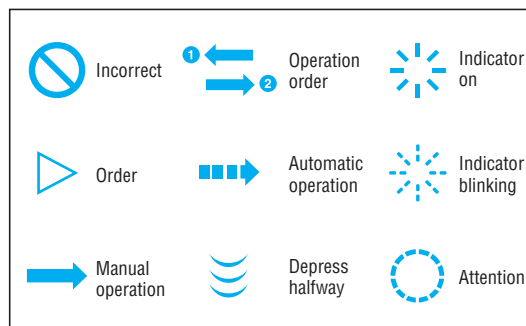 Incorrect
1
2
Operation
order
Indicator
on
Order
Automatic
operation
Indicator
blinking
Manual
operation
Depress
halfway
Attention